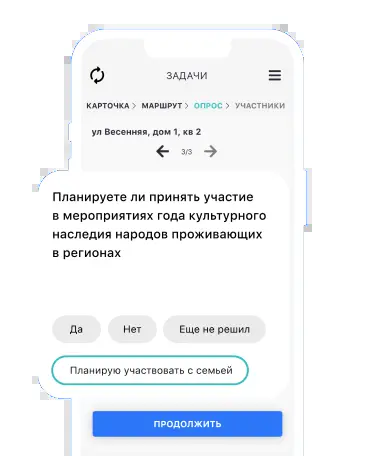 ЗАДАЧИ
КАРТОЧКА > МАРШРУТ > ОПРОС > УЧАСТНИКИ
ул Весенняя, дом 1, кв 2
3/3
Планируете ли принять участие
в мероприятиях года культурного
наследия народов проживающих
в регионах
Да Нет Еще не решил
Планирую участвовать с семьей
ПРОДОЛЖИТЬ